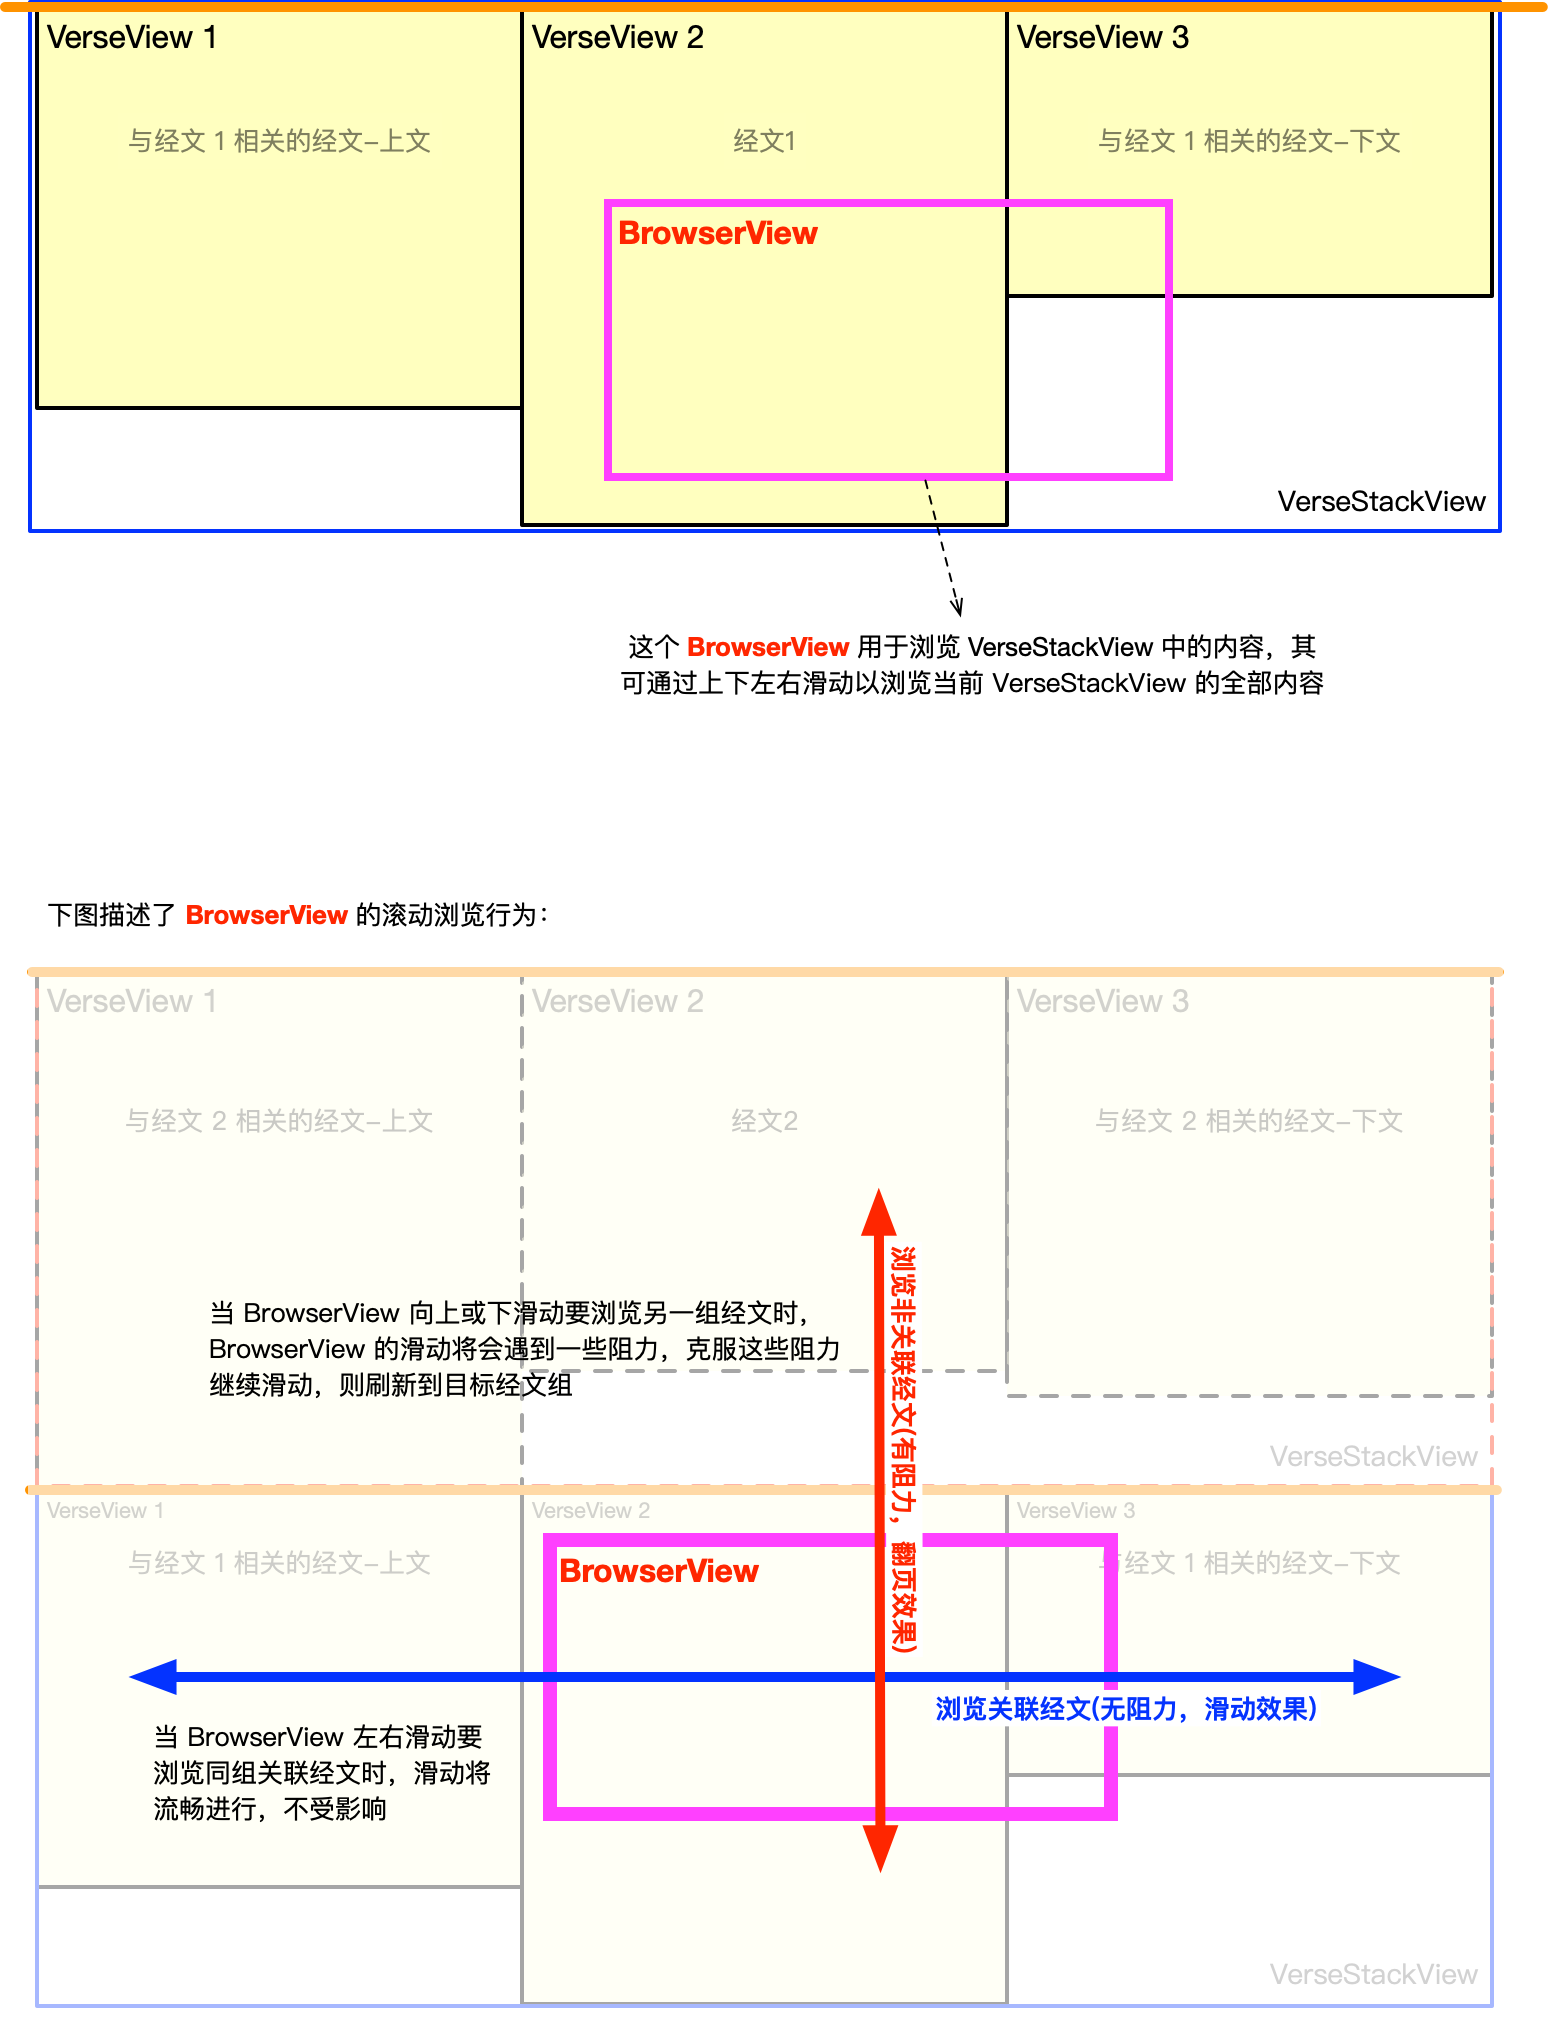 VerseView 1
VerseView 2
VerseView 3
与经文 1 相关的经文-上文
经文1
与经文 1 相关的经文-下文
BrowserView
VerseStackView
这个 BrowserView 用于浏览 VerseStackView 中的内容，其
可通过上下左右滑动以浏览当前 VerseStackView 的全部内容
下图描述了 BrowserView 的滚动浏览行为：
VerseView 1
VerseView 2
VerseView 3
与经文 2 相关的经文-上文
经文2
与经文 2 相关的经文-下文
浏览非关联经文(有阻力，翻页效果)
当 BrowserView 向上或下滑动要浏览另一组经文时，
BrowserView 的滑动将会遇到一些阻力，克服这些阻力
继续滑动，则刷新到目标经文组
VerseStackView
VerseView 1
VerseView 2
VerseView 3
与经文 1 相关的经文-上文
BrowserView
与经文 1 相关的经文-下文
浏览关联经文(无阻力，滑动效果)
当 BrowserView 左右滑动要
浏览同组关联经文时，滑动将
流畅进行，不受影响
VerseStackView